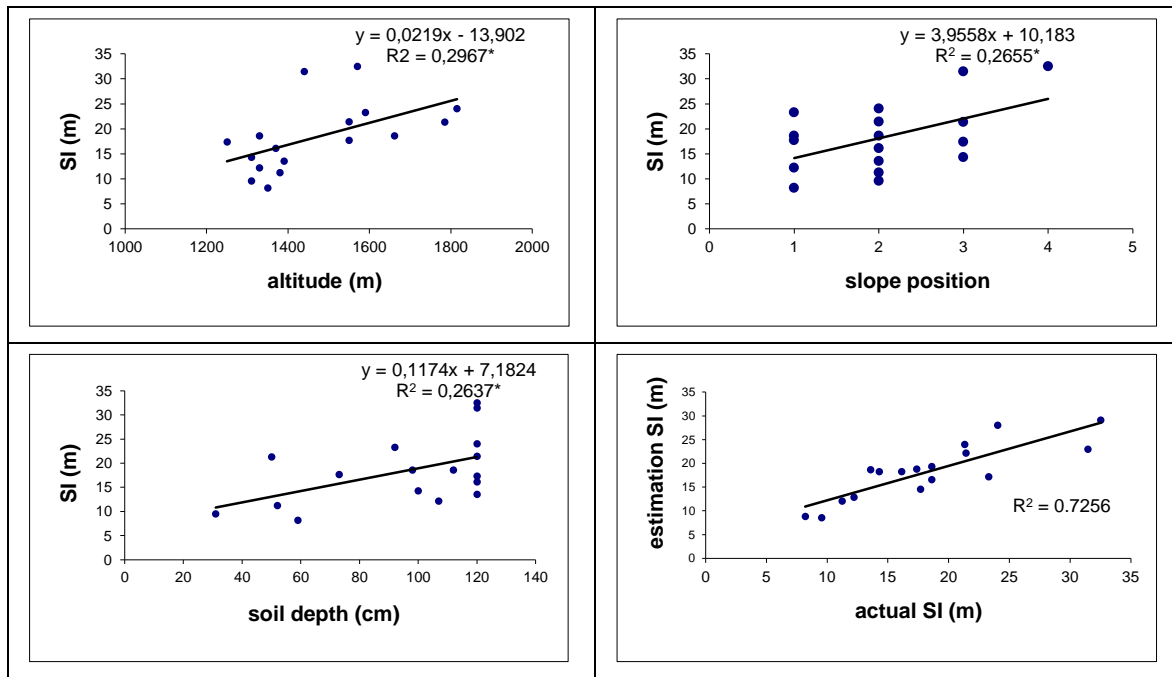 y = 0,0219x - 13,902
R2 = 0,2967*
35
30
25
20
15
10
5
0
SI (m)
1000 1200 1400 1600 1800 2000
altitude (m)
y = 3,9558x + 10,183
R² = 0,2655*
35
30
25
20
15
10
5
0
SI (m)
0 1 2 3 4 5
slope position
y = 0,1174x + 7,1824
R² = 0,2637*
35
30
25
20
15
10
5
0
SI (m)
0 20 40 60 80 100 120 140
soil depth (cm)
35
30
25
20
15
10
5
0
estimation SI (m)
R² = 0.7256
0 5 10 15 20 25 30 35
actual SI (m)